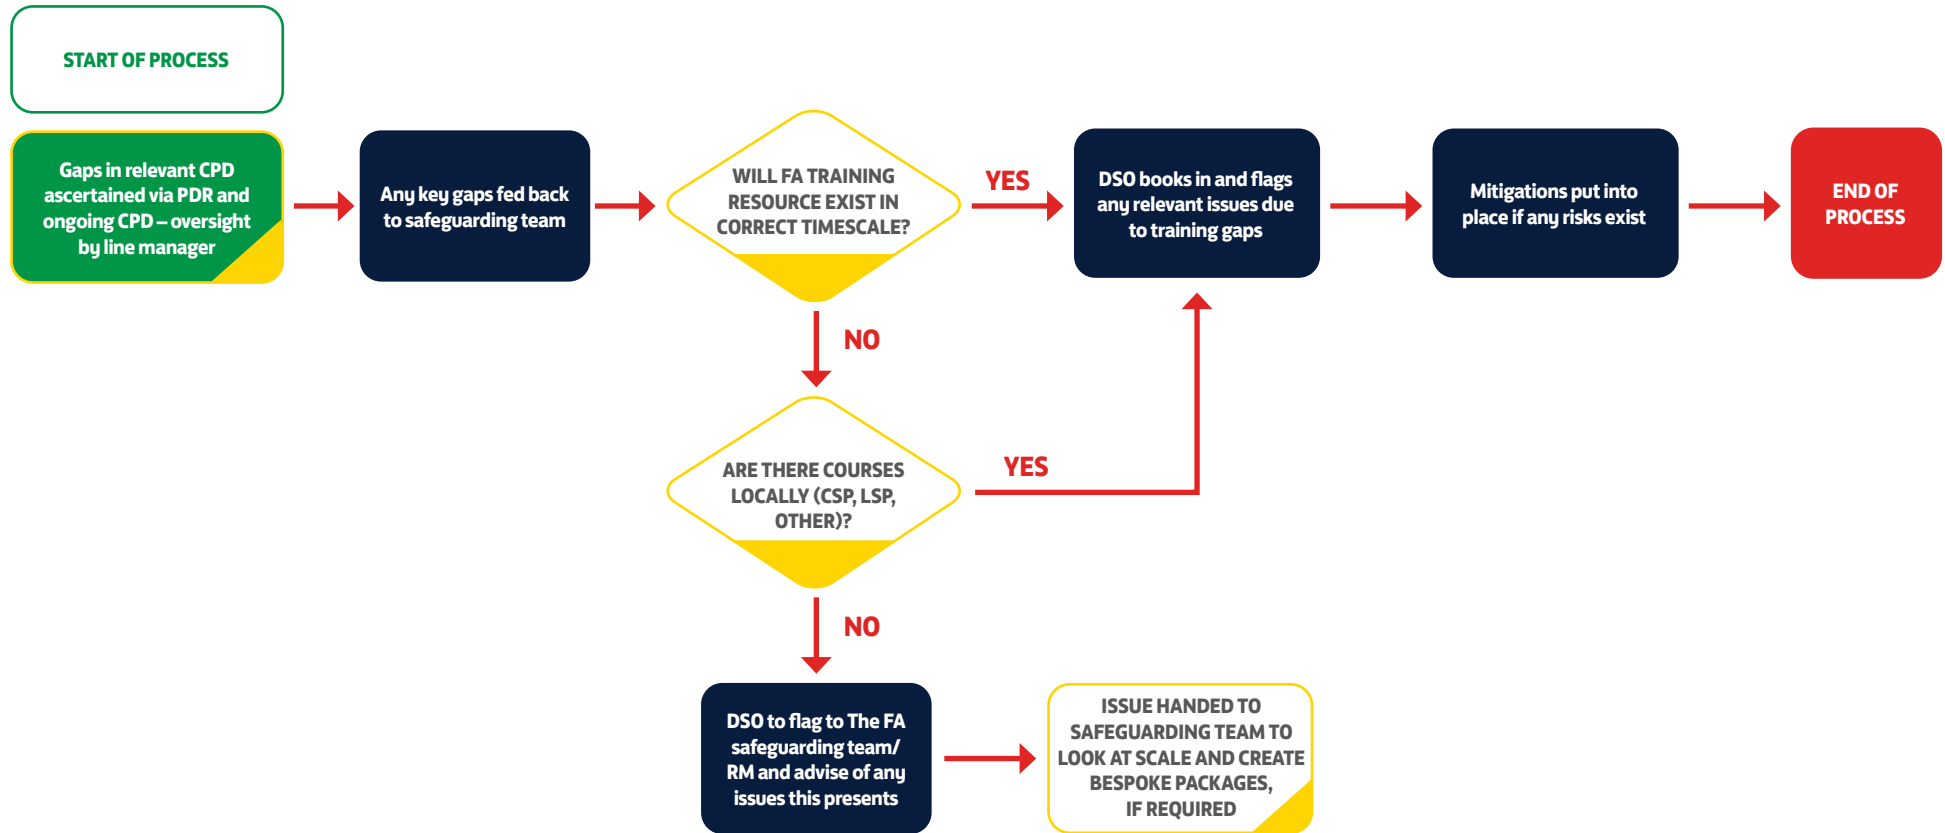 START OF PROCESS
Gaps in relevant CPD
ascertained via PDR and
ongoing CPD – oversight
by line manager
Any key gaps fed back
to safeguarding team
WILL FA TRAINING
RESOURCE EXIST IN
CORRECT TIMESCALE?
YES
DSO books in and flags
any relevant issues due
to training gaps
Mitigations put into
place if any risks exist
END OF
PROCESS
NO
ARE THERE COURSES
LOCALLY (CSP, LSP,
OTHER)?
YES
NO
DSO to flag to The FA
safeguarding team/
RM and advise of any
issues this presents
ISSUE HANDED TO
SAFEGUARDING TEAM TO
LOOK AT SCALE AND CREATE
BESPOKE PACKAGES,
IF REQUIRED